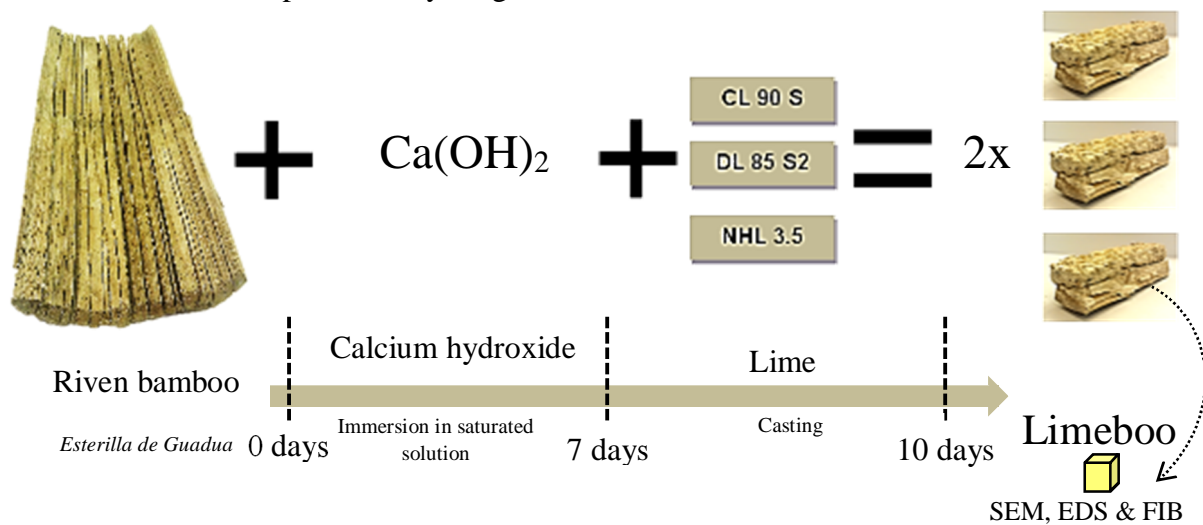 CL 90 S
DL 85 S2
NHL 3.5
Ca(OH)2
2x
Calcium hydroxide
Lime
Riven bamboo
Immersion in saturated
solution
Casting
Esterilla de Guadua
0 days
7 days
10 days
Limeboo
SEM, EDS & FIB